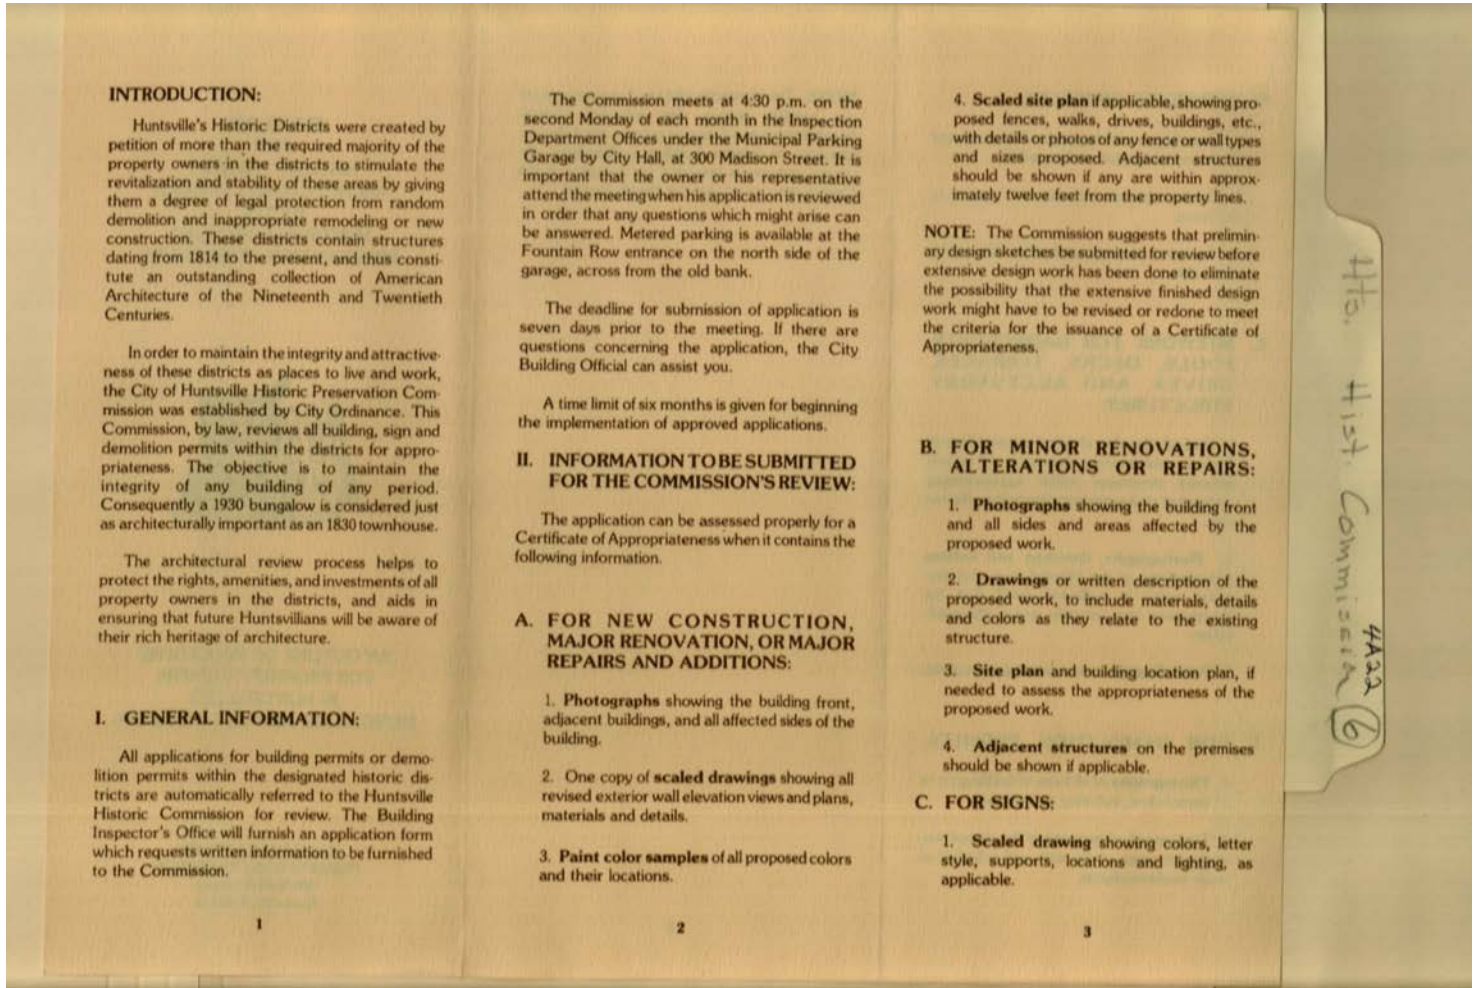 INTRODUCTION:
Huntsville's Historic Districts were created by
petition of more than the required majority of the
property owners in the districts to stimulate the
revitalization and stability of these areas by giving
them a degree of legal protection from random
demolition and inappropriate remodeling or new
construction. These districts contain structures
dating from 1814 to the present, and thus consti-
tute an outstanding collection of American
Architecture of the Nineteenth and Twentieth
Centuries.
In order to maintain the integrity and attractive-
ness of these districts as places to live and work,
the City of Huntsville Historic Preservation Com-
mission was established by City Ordinance. This
Commission, by law, reviews all building, sign and
demolition permits within the districts for appro-
priateness. The objective is to maintain the
integrity of any building of any period.
Consequently a 1930 bungalow is considered just
as architecturally important as an 1830 townhouse.
The architectural review process helps to
protect the rights, amenities, and investments of all
property owners in the districts, and aids in
ensuring that future Huntsvillians will be aware of
their rich heritage of architecture.
I. GENERAL INFORMATION:
All applications for building permits or demo-
lition permits within the designated historic dis-
tricts are automatically referred to the Huntsville
Historic Commission for review. The Building
Inspector's Office will furnish an application form
which requests written information to be furnished
to the Commission.
1
The Commission meets at 4:30 p.m. on the
second Monday of each month in the Inspection
Department Offices under the Municipal Parking
Garage by City Hall, at 300 Madison Street. It is
important that the owner or his representative
attend the meeting when his application is reviewed
in order that any questions which might arise can
be answered. Metered parking is available at the
Fountain Row entrance on the north side of the
garage, across from the old bank.
The deadline for submission of application is
seven days prior to the meeting. If there are
questions concerning the application, the City
Building Official can assist you.
A time limit of six months is given for beginning
the implementation of approved applications.
II. INFORMATION TO BE SUBMITTED
FOR THE COMMISSION'S REVIEW:
The application can be assessed properly for a
Certificate of Appropriateness when it contains the
following information.
A. FOR NEW CONSTRUCTION,
MAJOR RENOVATION, OR MAJOR
REPAIRS AND ADDITIONS:
1. Photographs showing the building front,
adjacent buildings, and all affected sides of the
building.
2. One copy of scaled drawings showing all
revised exterior wall elevation views and plans,
materials and details.
3. Paint color samples of all proposed colors
and their locations.
2
4. Scaled site plan if applicable, showing pro-
posed fences, walks, drives, buildings, etc.,
with details or photos of any fence or wall types
and sizes proposed. Adjacent structures
should be shown if any are within approx-
imately twelve feet from the property lines.
NOTE: The Commission suggests that prelimin-
ary design sketches be submitted for review before
extensive design work has been done to eliminate
the possibility that the extensive finished design
work might have to be revised or redone to meet
the criteria for the issuance of a Certificate of
Appropriateness.
B. FOR MINOR RENOVATIONS,
ALTERATIONS OR REPAIRS:
1. Photographs showing the building front
and all sides and areas affected by the
proposed work.
2. Drawings or written description of the
proposed work, to include materials, details
and colors as they relate to the existing
structure.
3. Site plan and building location plan, if
needed to assess the appropriateness of the
proposed work.
4. Adjacent structures on the premises
should be shown if applicable.
C. FOR SIGNS:
1. Scaled drawing showing colors, letter
style, supports, locations and lighting, as
applicable.
3
Hist. Commission
4A22
6